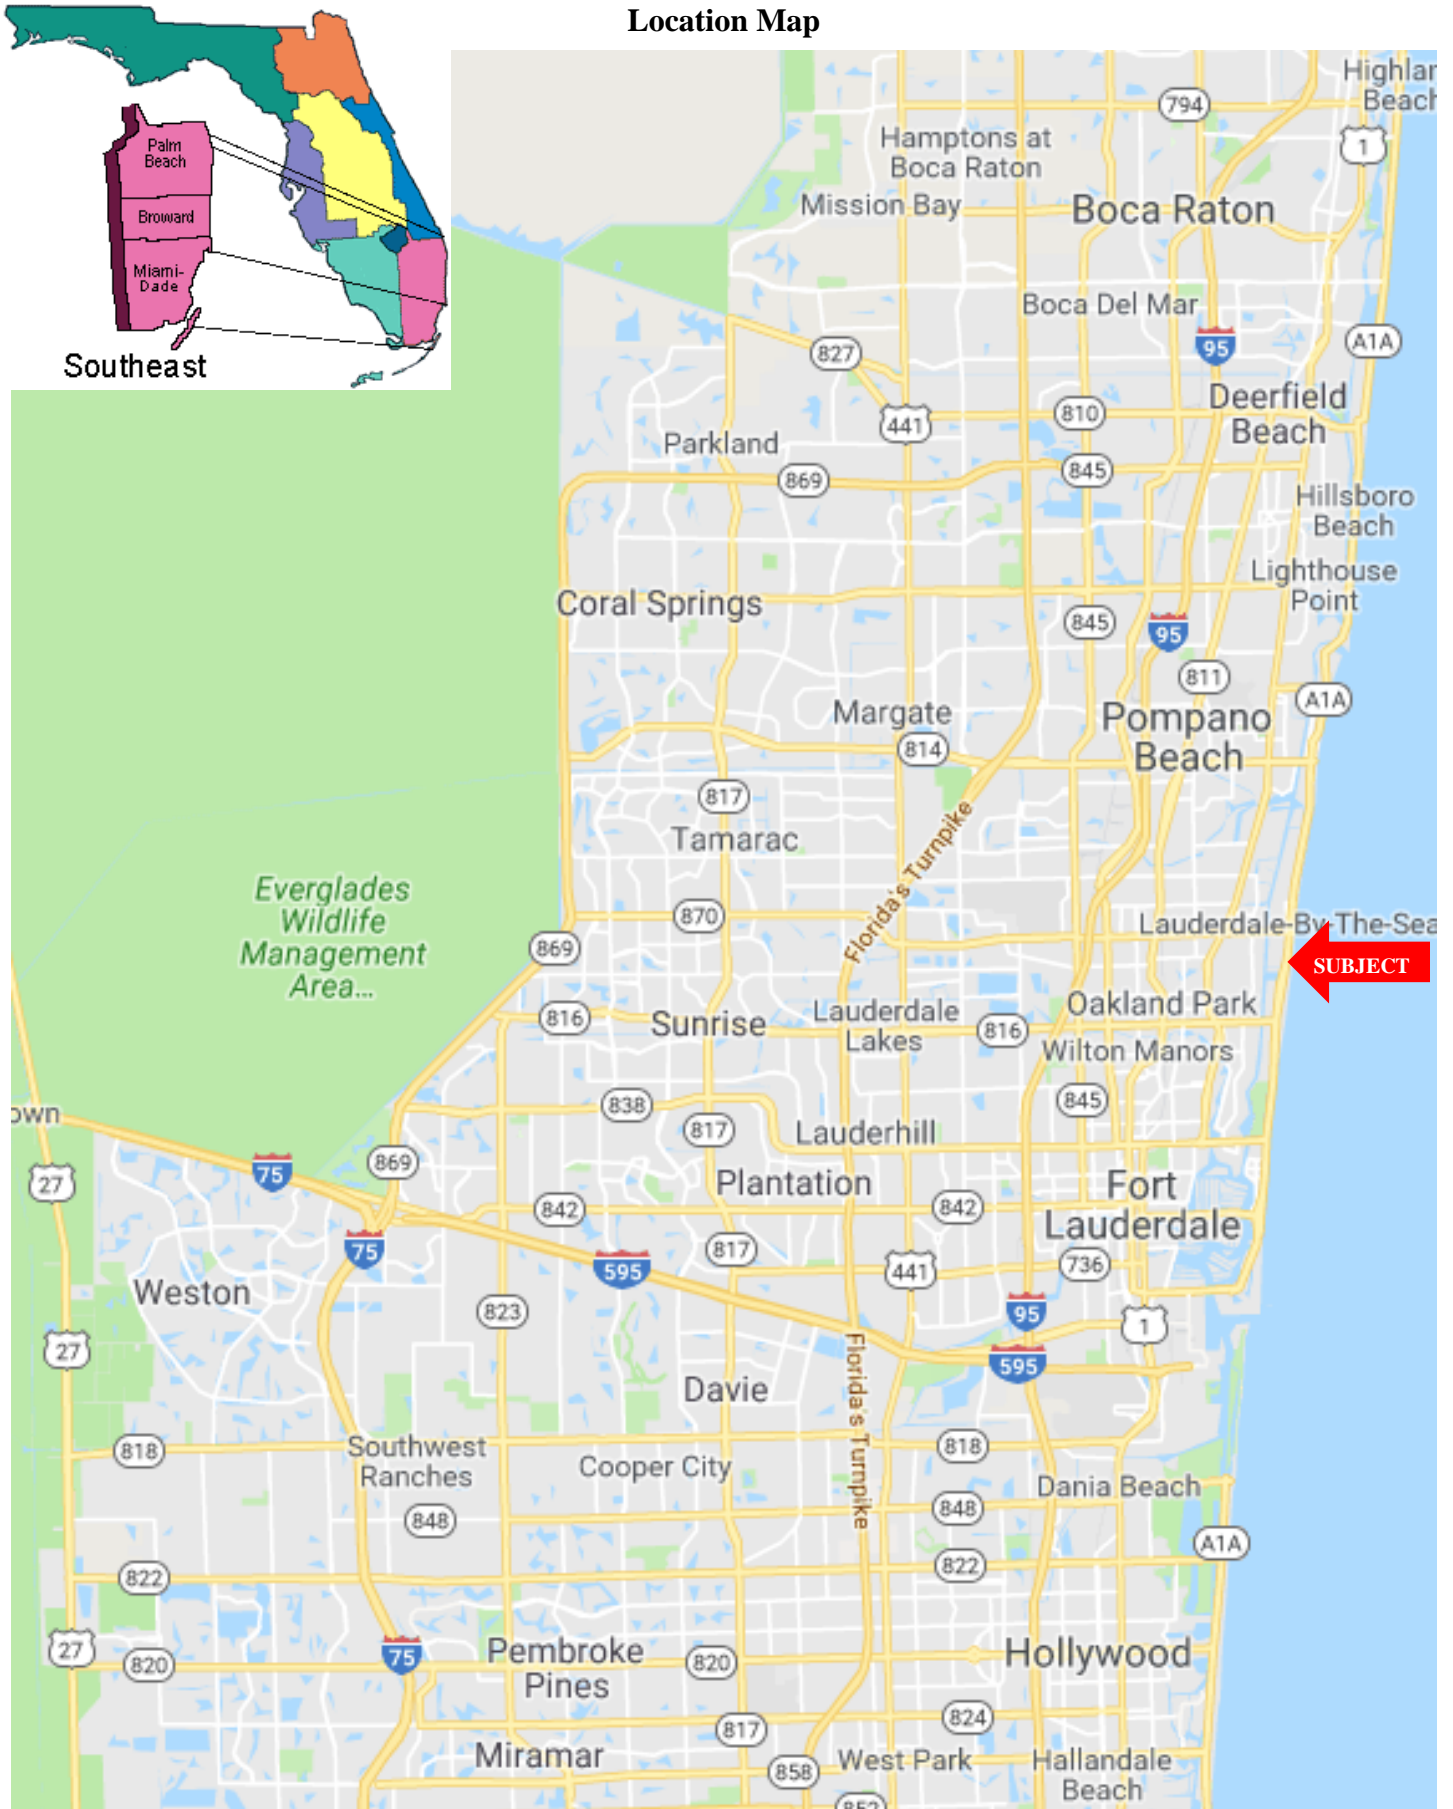 Location Map
Palm
Beach
Broward
Miami-
Dade
Southeast
Highlan
Beach
794
1
Hamptons at
Boca Raton
Mission Bay
Boca Raton
Boca Del Mar
95
A1A
827
Deerfield
Beach
441
810
Parkland
845
869
Hillsboro
Beach
Lighthouse
Point
Coral Springs
845
95
811
A1A
Margate
Pompano
Beach
814
817
Tamarac
Florida's Turnpike
Everglades
Wildlife
Management
Area...
870
869
Lauderdale-By-The-Sea
SUBJECT
816
Sunrise
Lauderdale
Lakes
816
Oakland Park
Wilton Manors
845
838
817
own
Lauderhill
75
869
27
Plantation
Fort
Lauderdale
842
842
75
817
595
441
736
Weston
823
95
1
27
595
Florida's Turnpike
Davie
818
Southwest
Ranches
Cooper City
818
Dania Beach
848
848
A1A
822
822
27
820
75
Pembroke
Pines
820
Hollywood
817
824
Miramar
858
West Park
Hallandale
Beach
852